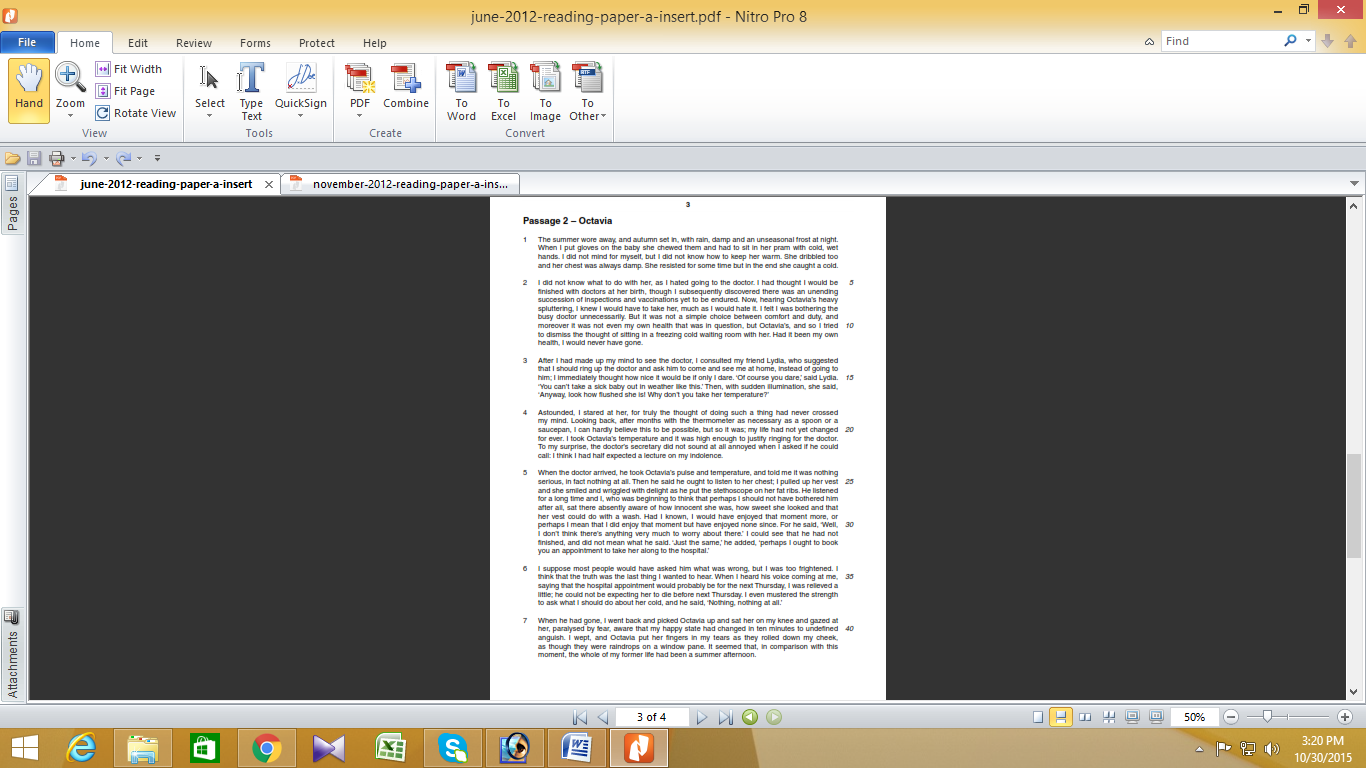 june-2012-reading-paper-a-insert.pdf - Nitro Pro 8
File Home Edit Review Forms Protect Help
Find
Hand
Zoom
Fit Width
Fit Page
Rotate View
View
Select
Type Text
QuickSign
Tools
PDF
Combine
Create
To Word
To Excel
To Image
To Other
Convert
june-2012-reading-paper-a-insert
november-2012-reading-paper-a-ins...
Pages
Attachments
3
Passage 2 – Octavia
1 The summer wore away, and autumn set in, with rain, damp and an unseasonal frost at night.
When I put gloves on the baby she chewed them and had to sit in her pram with cold, wet
hands. I did not mind for myself, but I did not know how to keep her warm. She dribbled too
and her chest was always damp. She resisted for some time but in the end she caught a cold.
2 I did not know what to do with her, as I hated going to the doctor. I had thought I would be 5
finished with doctors at her birth, though I subsequently discovered there was an unending
succession of inspections and vaccinations yet to be endured. Now, hearing Octavia's heavy
spluttering, I knew I would have to take her, much as I would hate it. I felt I was bothering the
busy doctor unnecessarily. But it was not a simple choice between comfort and duty, and
moreover it was not even my own health that was in question, but Octavia's, and so I tried 10
to dismiss the thought of sitting in a freezing cold waiting room with her. Had it been my own
health, I would never have gone.
3 After I had made up my mind to see the doctor, I consulted my friend Lydia, who suggested
that I should ring up the doctor and ask him to come and see me at home, instead of going to
him; I immediately thought how nice it would be if only I dare. 'Of course you dare,' said Lydia. 15
'You can't take a sick baby out in weather like this.' Then, with sudden illumination, she said,
'Anyway, look how flushed she is! Why don't you take her temperature?'
4 Astounded, I stared at her, for truly the thought of doing such a thing had never crossed
my mind. Looking back, after months with the thermometer as necessary as a spoon or a
saucepan, I can hardly believe this to be possible, but so it was; my life had not yet changed 20
for ever. I took Octavia's temperature and it was high enough to justify ringing for the doctor.
To my surprise, the doctor's secretary did not sound at all annoyed when I asked if he could
call: I think I had half expected a lecture on my indolence.
5 When the doctor arrived, he took Octavia's pulse and temperature, and told me it was nothing
serious, in fact nothing at all. Then he said he ought to listen to her chest; I pulled up her vest 25
and she smiled and wriggled with delight as he put the stethoscope on her fat ribs. He listened
for a long time and I, who was beginning to think that perhaps I should not have bothered him
after all, sat there absently aware of how innocent she was, how sweet she looked and that
her vest could do with a wash. Had I known, I would have enjoyed that moment more, or
perhaps I mean that I did enjoy that moment but have enjoyed none since. For he said, 'Well, 30
I don't think there's anything very much to worry about there.' I could see that he had not
finished, and did not mean what he said. 'Just the same,' he added, 'perhaps I ought to book
you an appointment to take her along to the hospital.'
6 I suppose most people would have asked him what was wrong, but I was too frightened. I
think that the truth was the last thing I wanted to hear. When I heard his voice coming at me, 35
saying that the hospital appointment would probably be for the next Thursday, I was relieved a
little; he could not be expecting her to die before next Thursday. I even mustered the strength
to ask what I should do about her cold, and he said, 'Nothing, nothing at all.'
7 When he had gone, I went back and picked Octavia up and sat her on my knee and gazed at
her, paralysed by fear, aware that my happy state had changed in ten minutes to undefined 40
anguish. I wept, and Octavia put her fingers in my tears as they rolled down my cheek,
as though they were raindrops on a window pane. It seemed that, in comparison with this
moment, the whole of my former life had been a summer afternoon.
3 of 4
50%
3:20 PM
10/30/2015